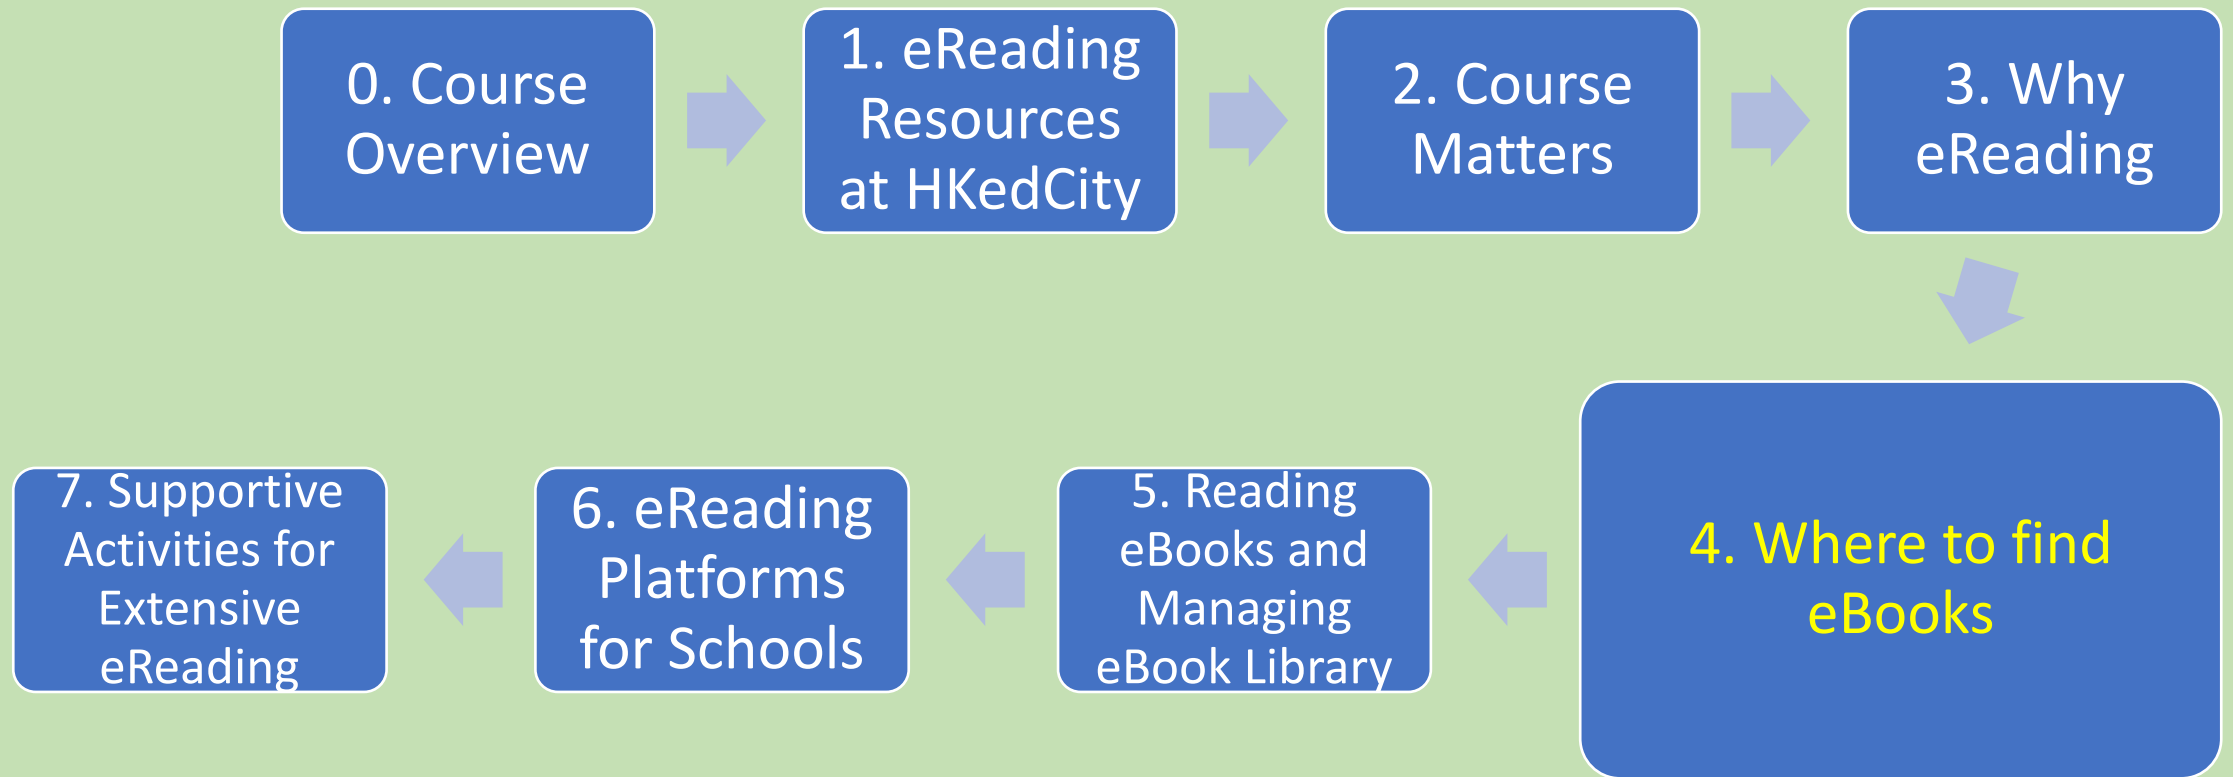 0. Course
Overview
1. eReading
Resources
at HKedCity
2. Course
Matters
3. Why
eReading
4. Where to find
eBooks
5. Reading
eBooks and
Managing
eBook Library
6. eReading
Platforms
for Schools
7. Supportive
Activities for
Extensive
eReading